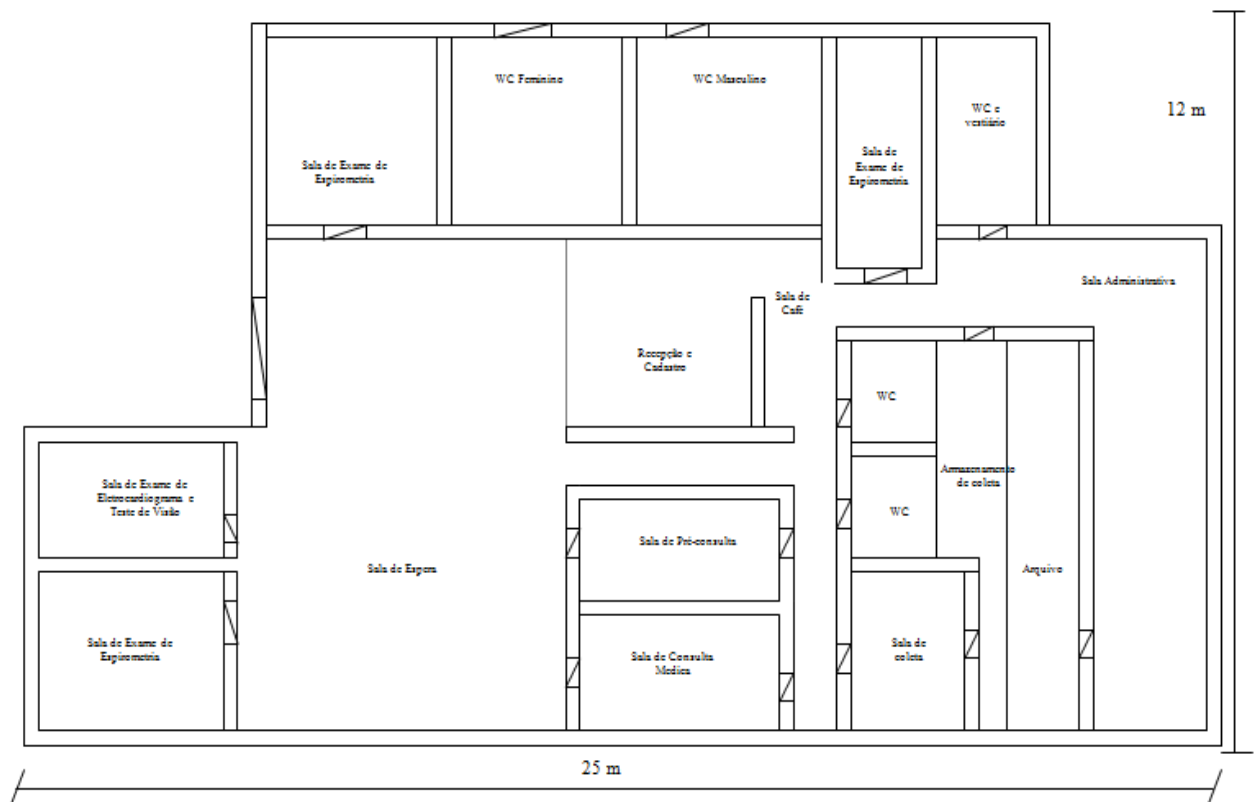 WC Feminino
WC Masculino
WC e
vestiário
12 m
Sala de Exame de
Espirometria
Sala de
Exame de
Espirometria
Sala Administrativa
Sala de
Café
Recepção e
Cadastro
WC
Armazenamento
de coleta
Sala de Exame de
Eletrocardiograma e
Teste de Visão
WC
Sala de Pré-consulta
Sala de Espera
Arquivo
Sala de Exame de
Espirometria
Sala de Consulta
Medica
Sala de
coleta
25 m